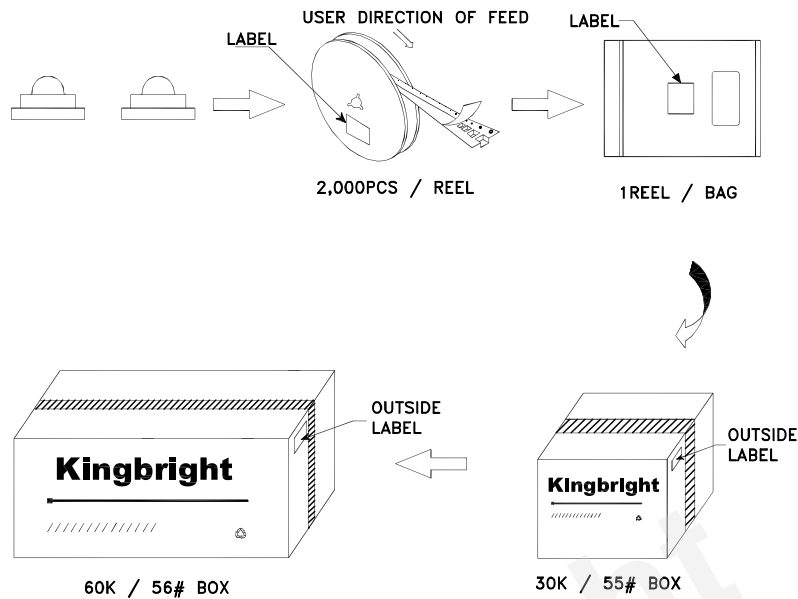 USER DIRECTION OF FEED
LABEL
LABEL
2,000PCS / REEL
1REEL / BAG
OUTSIDE
LABEL
Kingbright
60K / 56# BOX
OUTSIDE
LABEL
Kingbright
30K / 55# BOX
ht